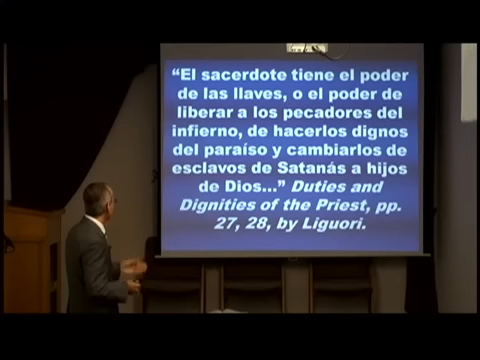 “El sacerdote tiene el poder
de las llaves, o el poder de
liberar a los pecadores del
infierno, de hacerlos dignos
del paraíso y cambiarlos de
esclavos de Satanás a hijos
de Dios...” Duties and
Dignities of the Priest, pp.
27, 28, by Liguori.